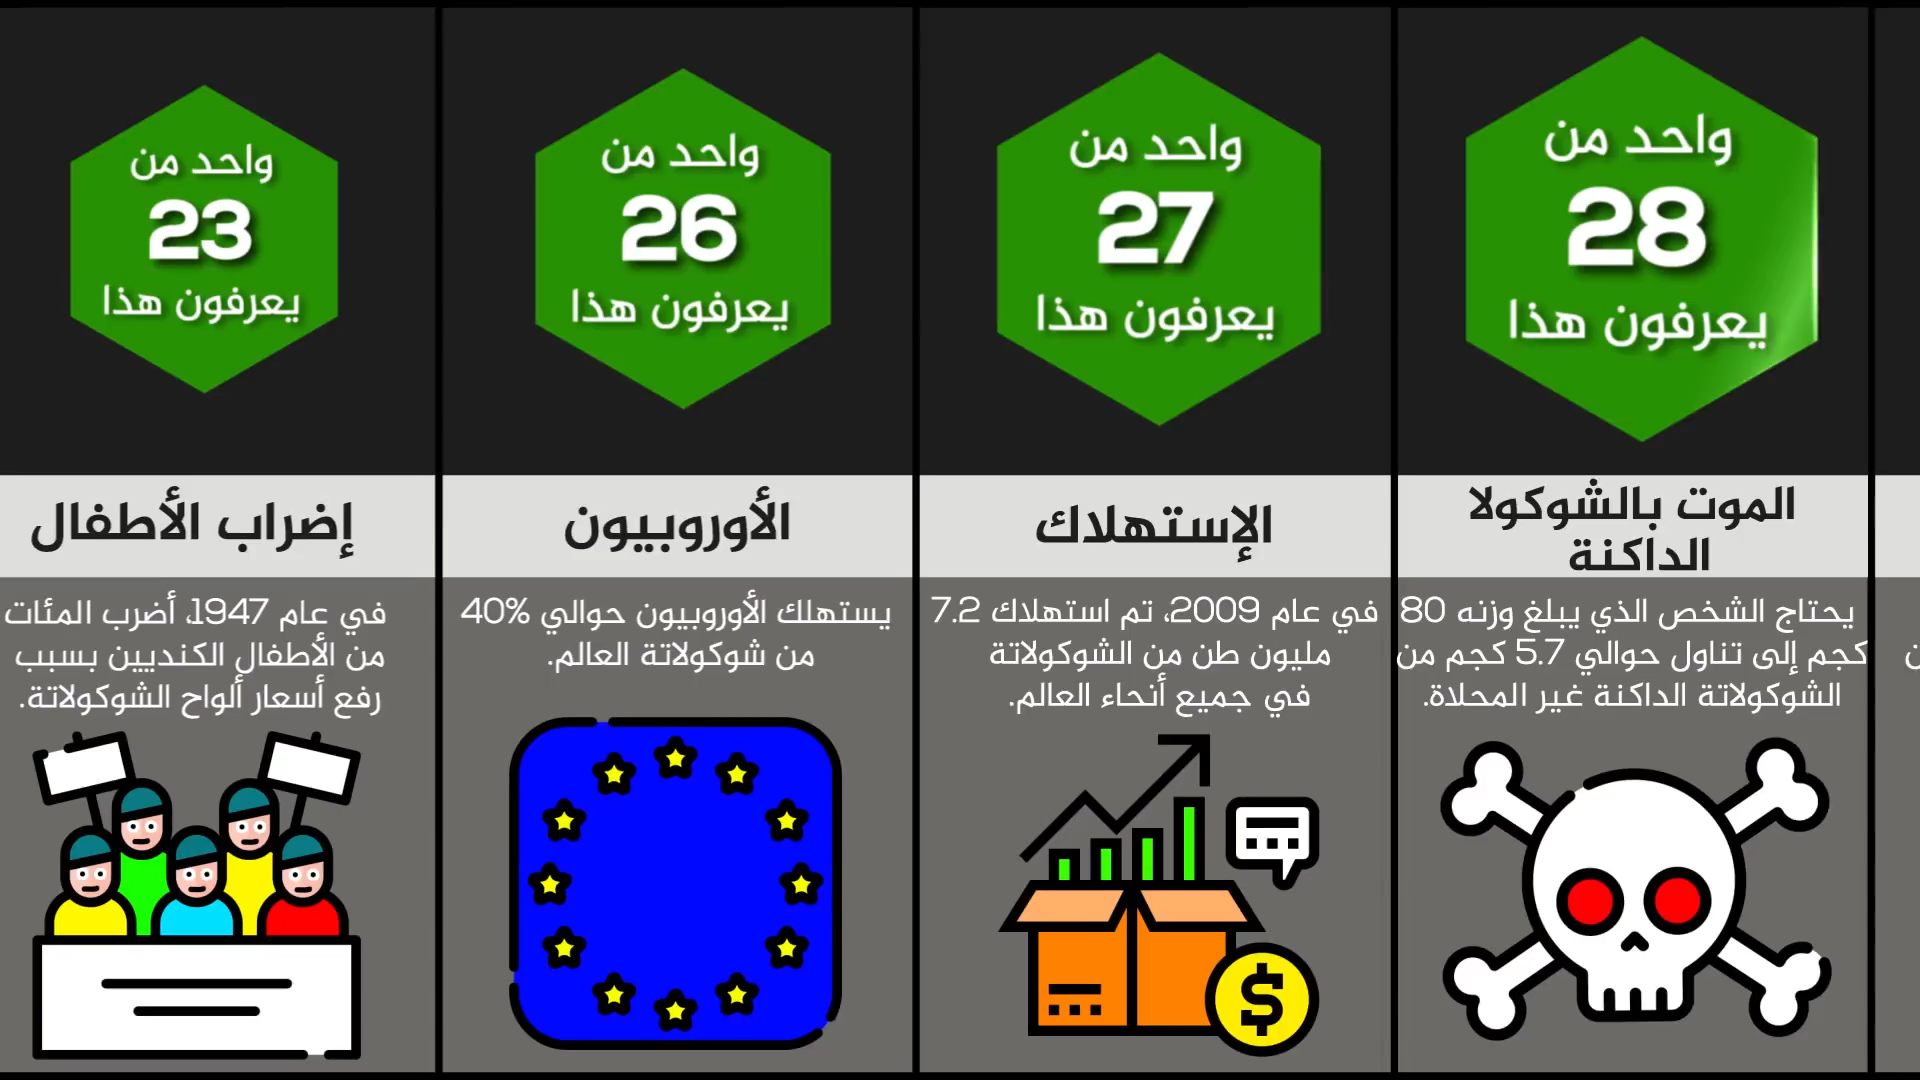 واحد من
23
يعرفون هذا
إضراب الأطفال
في عام 1947، أضرب المئات
من الأطفال الكنديين بسبب
رفع أسعار ألواح الشوكولاتة.
واحد من
26
يعرفون هذا
الأوروبيون
يستهلك الأوروبيون حوالي 40%
من شوكولاتة العالم.
واحد من
27
يعرفون هذا
الإستهلاك
في عام 2009، تم استهلاك 7.2
مليون طن من الشوكولاتة
في جميع أنحاء العالم.
واحد من
28
يعرفون هذا
الموت بالشوكولا
الداكنة
يحتاج الشخص الذي يبلغ وزنه 80
كجم إلى تناول حوالي 5.7 كجم من
الشوكولاتة الداكنة غير المحلاة.